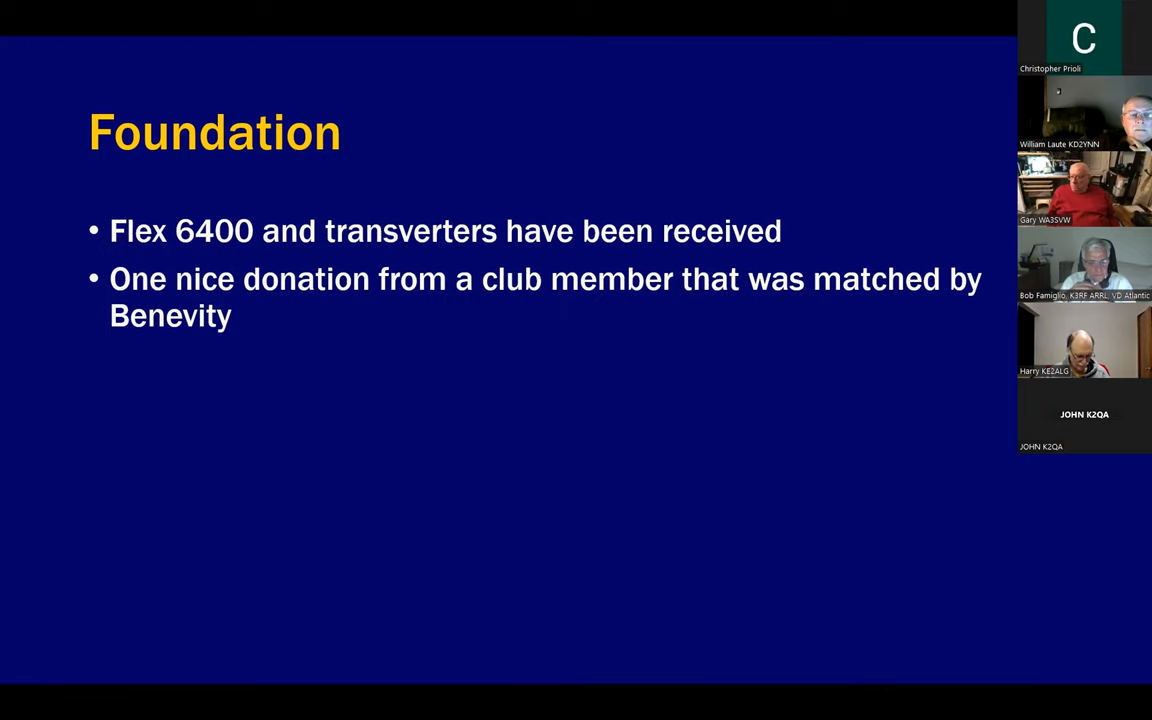 Foundation
• Flex 6400 and transverters have been received
• One nice donation from a club member that was matched by
Benevity
C
Christopher Prioli
William Laute KD2YNN
Gary WA3SVW
Bob Famiglio, K3RF ARRL, VD Atlantic
Harry KE2ALG
JOHN K2QA
JOHN K2QA